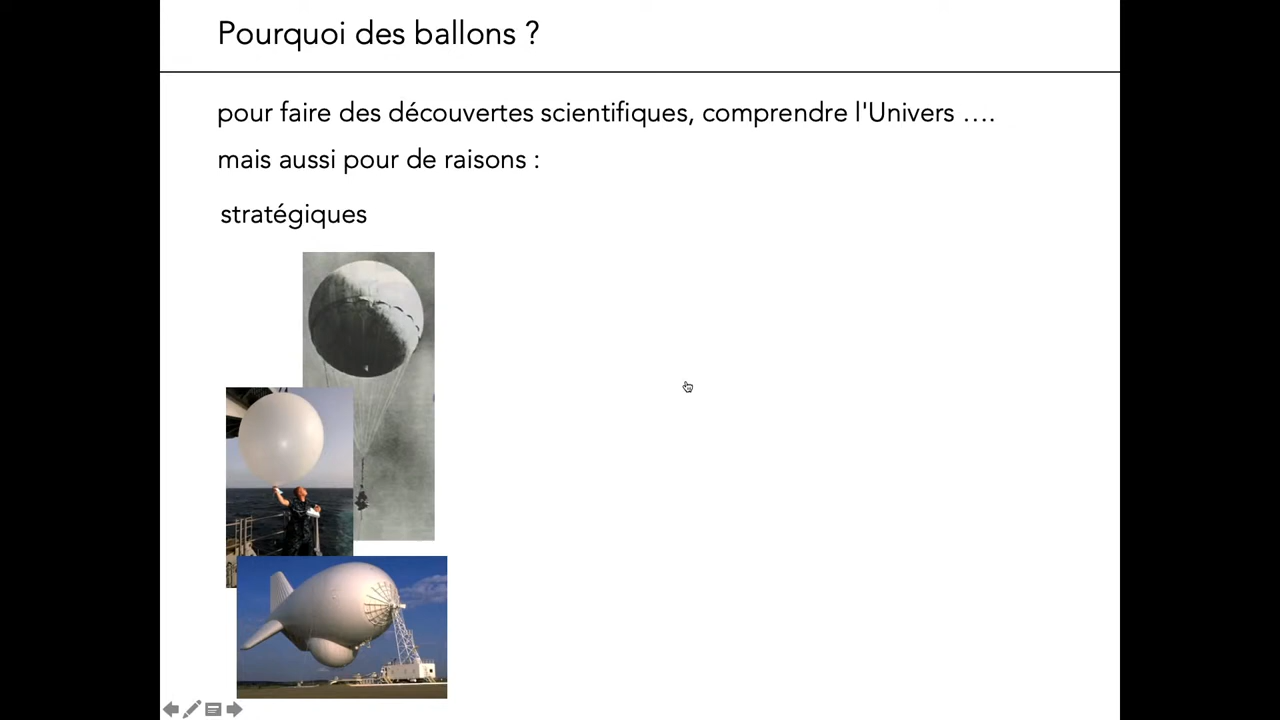 Pourquoi des ballons ?
pour faire des découvertes scientifiques, comprendre l'Univers ....
mais aussi pour de raisons :
stratégiques